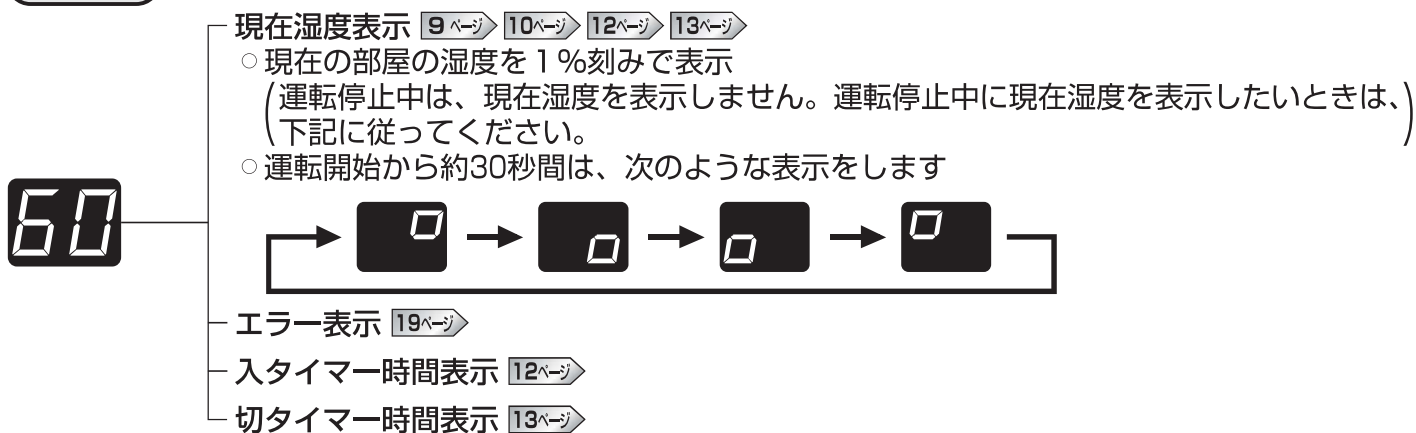 現在湿度表示 9ページ 10ページ 12ページ 13ページ
○現在の部屋の湿度を1%刻みで表示
(運転停止中は、現在湿度を表示しません。運転停止中に現在湿度を表示したいときは、
下記に従ってください。)
○運転開始から約30秒間は、次のような表示をします
60
エラー表示 19ページ
入タイマー時間表示 12ページ
切タイマー時間表示 13ページ